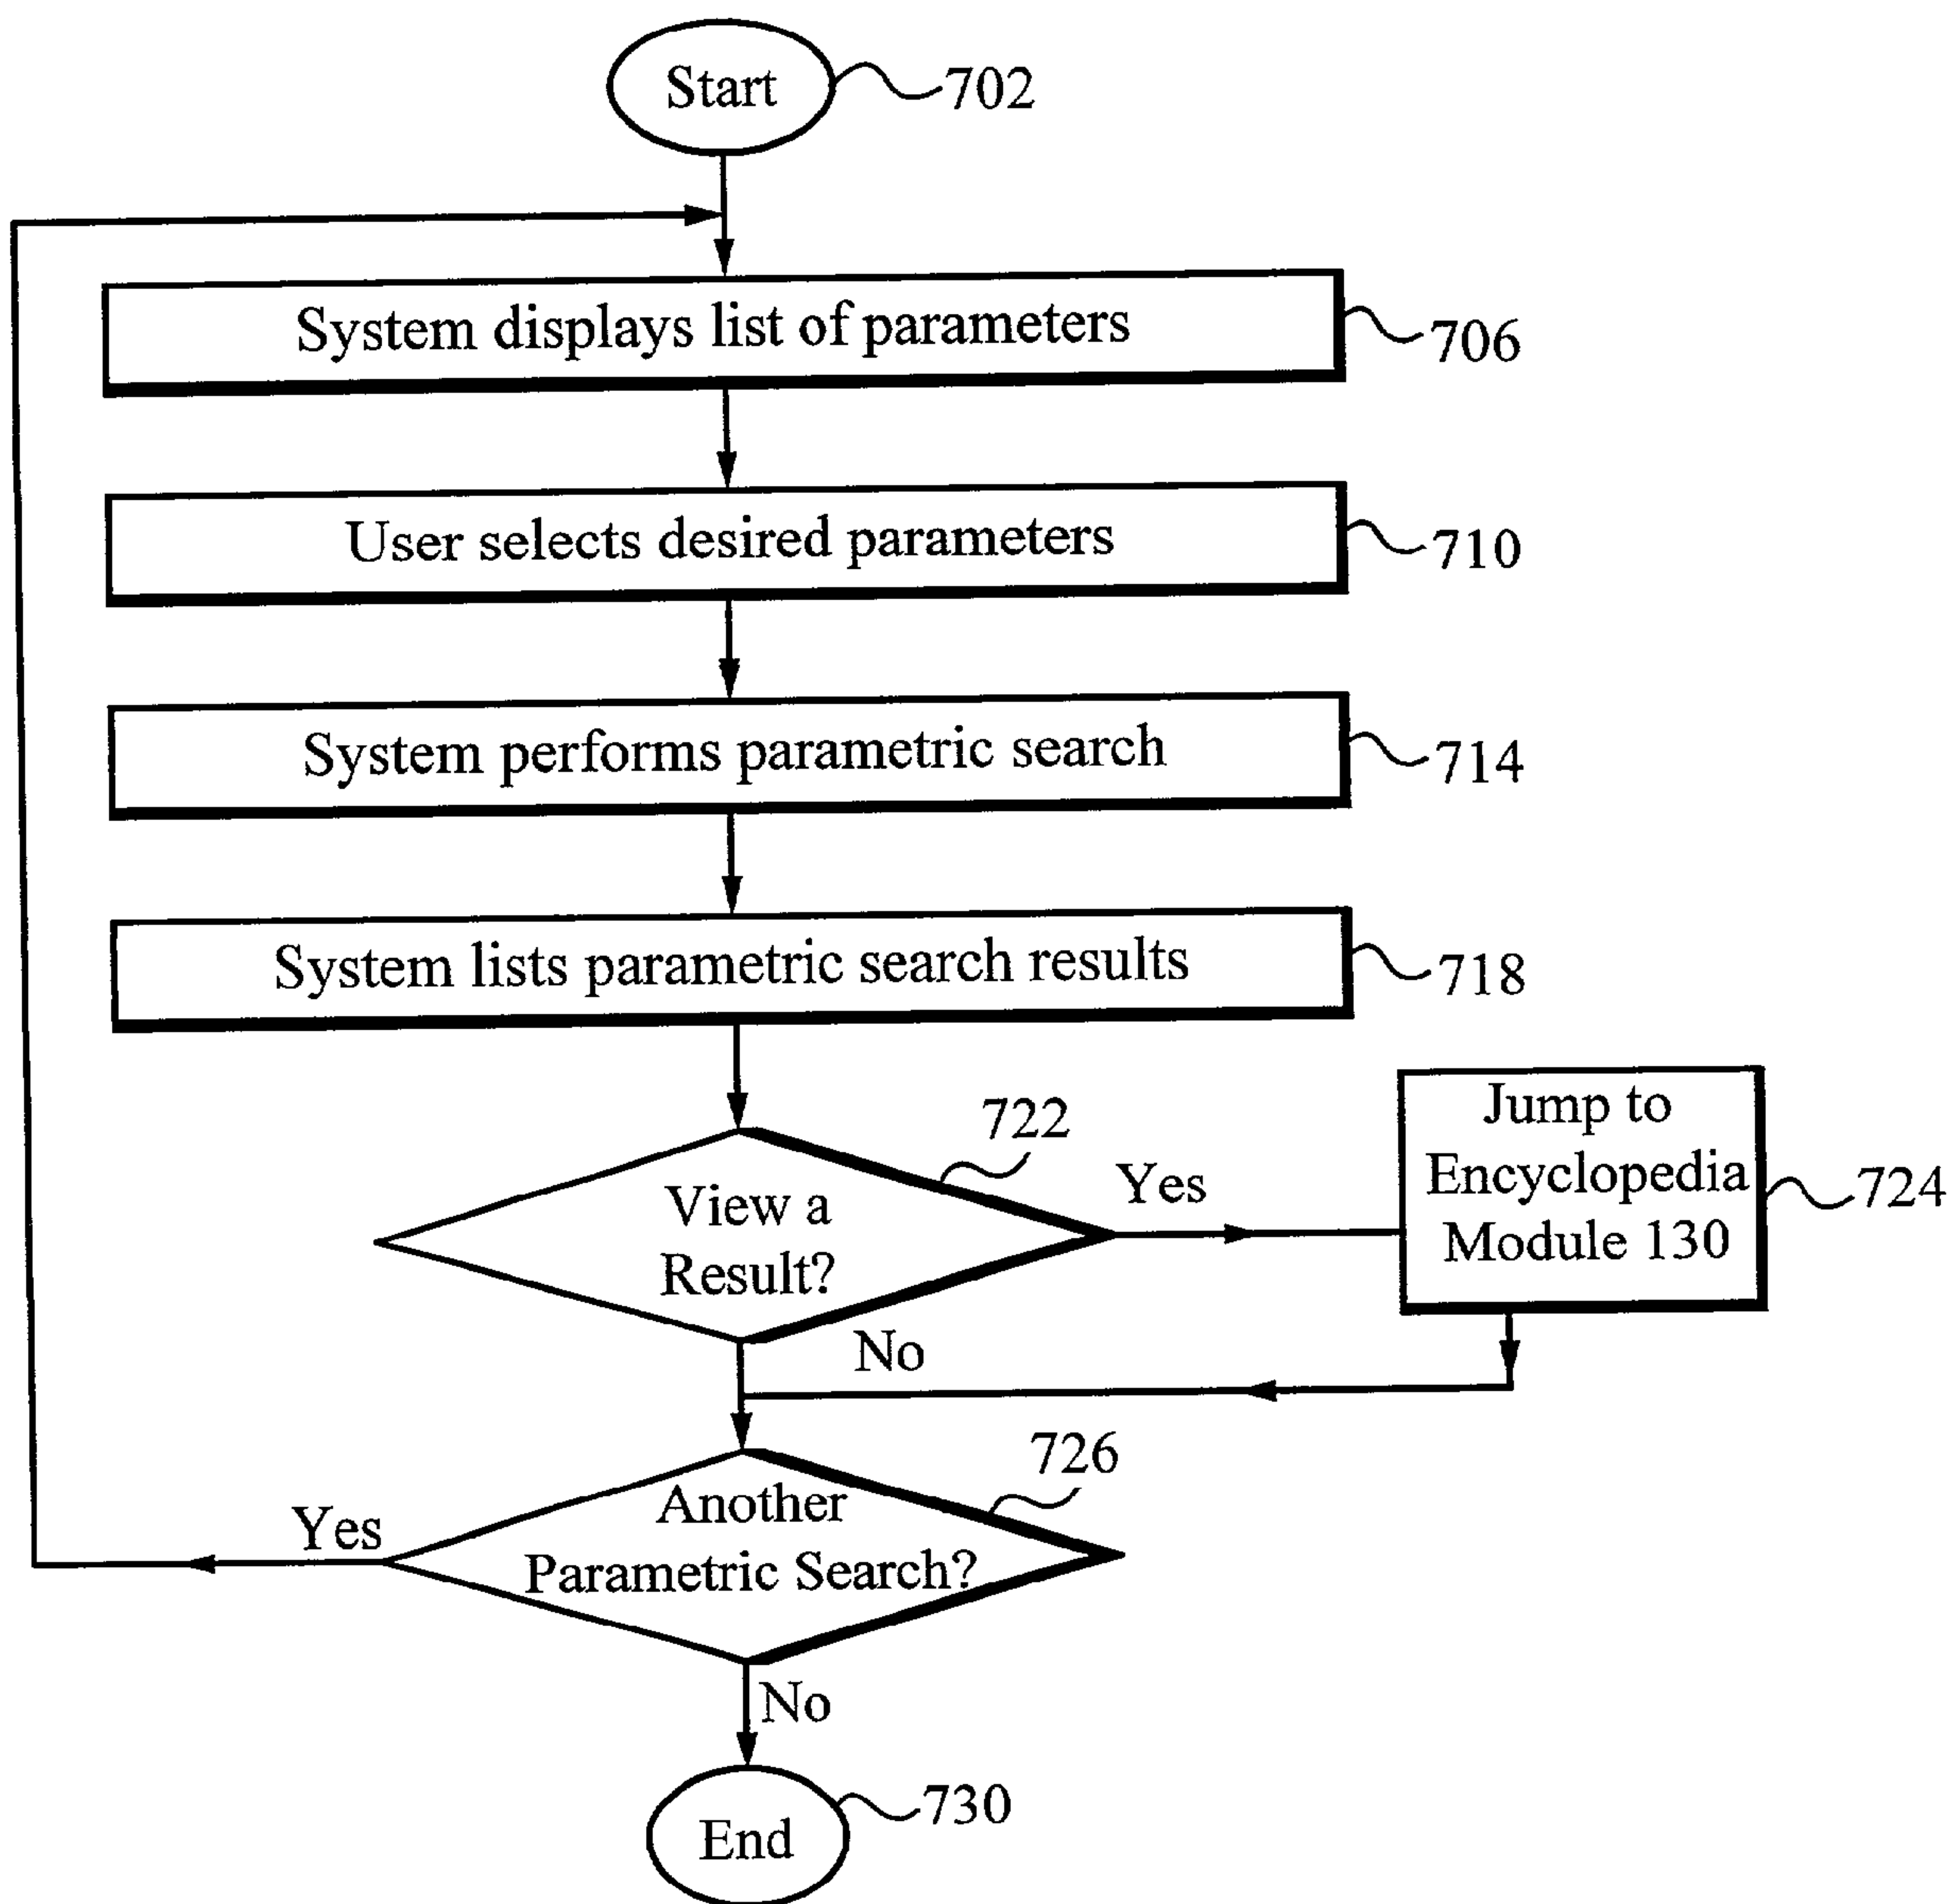 Start
702
System displays list of parameters
706
User selects desired parameters
710
System performs parametric search
714
System lists parametric search results
718
722
View a
Result?
Yes
Jump to
Encyclopedia
Module 130
724
No
726
Another
Parametric Search?
Yes
No
End
730